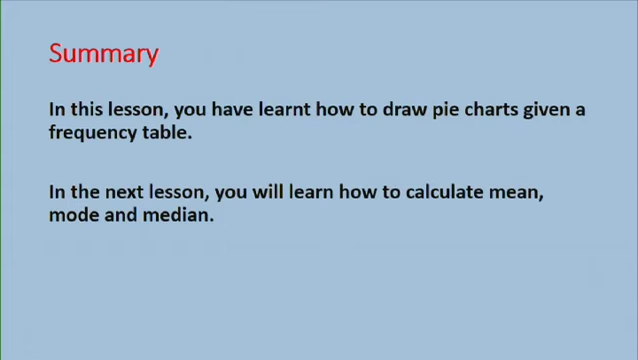 Summary
In this lesson, you have learnt how to draw pie charts given a
frequency table.
In the next lesson, you will learn how to calculate mean,
mode and median.